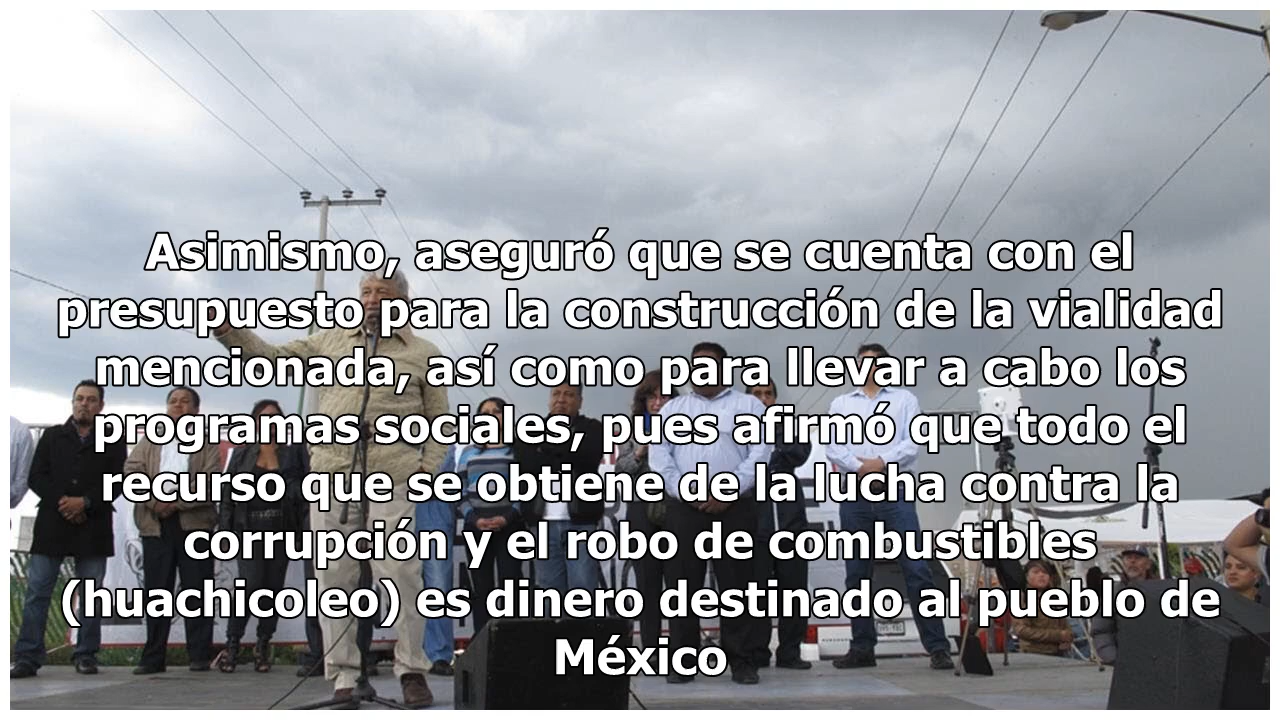 Asimismo, aseguró que se cuenta con el
presupuesto para la construcción de la vialidad
mencionada, así como para llevar a cabo los
programas sociales, pues afirmó que todo el
recurso que se obtiene de la lucha contra la
corrupción y el robo de combustibles
(huachicoleo) es dinero destinado al pueblo de
México